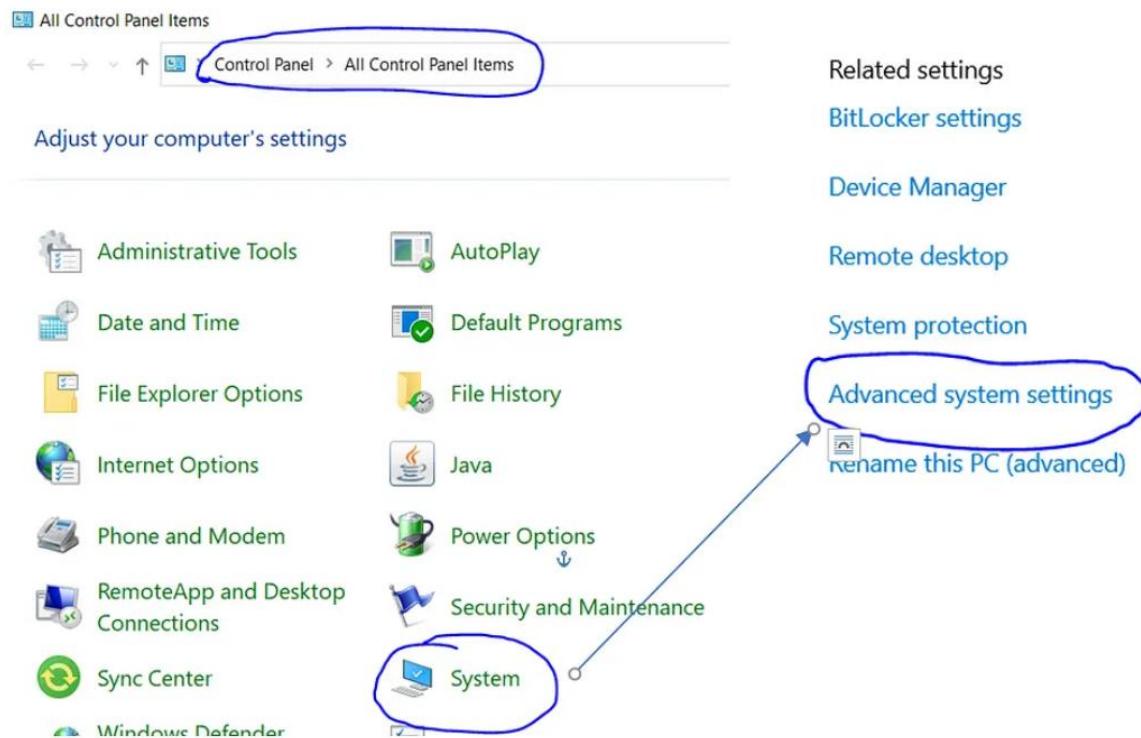 All Control Panel Items
Control Panel > All Control Panel Items
Adjust your computer's settings
Administrative Tools
AutoPlay
Date and Time
Default Programs
File Explorer Options
File History
Internet Options
Java
Phone and Modem
Power Options
RemoteApp and Desktop
Connections
Security and Maintenance
Sync Center
System
Windows Defender
Related settings
BitLocker settings
Device Manager
Remote desktop
System protection
Advanced system settings
Rename this PC (advanced)